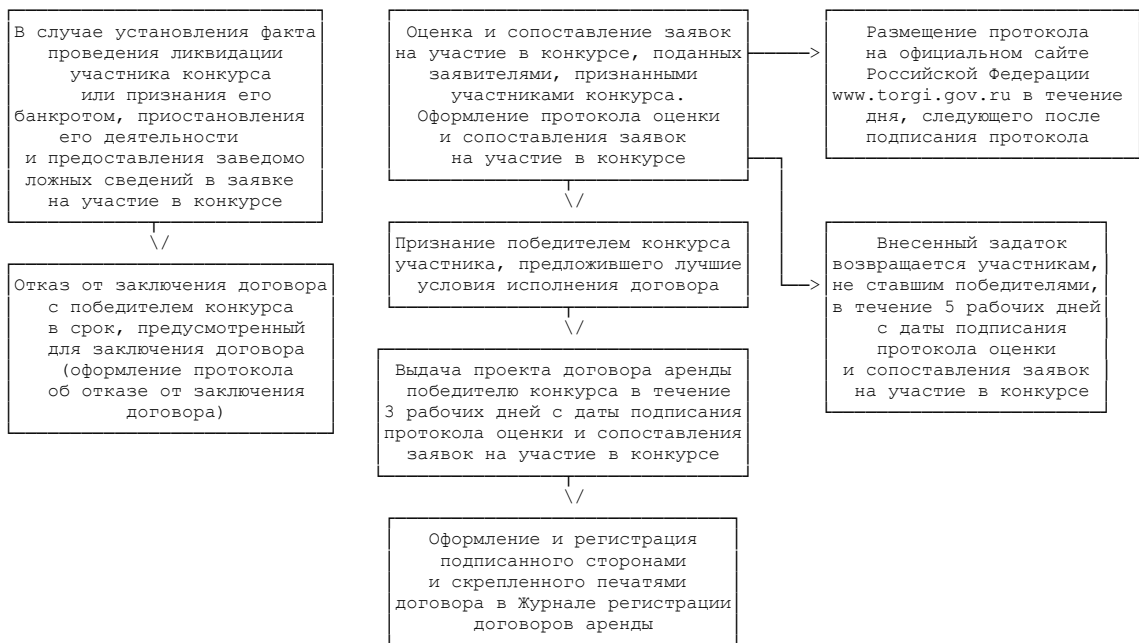 В случае установления факта
проведения ликвидации
участника конкурса
или признания его
банкротом, приостановления
его деятельности
и предоставления заведомо
ложных сведений в заявке
на участие в конкурсе
Отказ от заключения договора
с победителем конкурса
в срок, предусмотренный
для заключения договора
(оформление протокола
об отказе от заключения
договора)
Оценка и сопоставление заявок
на участие в конкурсе, поданных
заявителями, признанными
участниками конкурса.
Оформление протокола оценки
и сопоставления заявок
на участие в конкурсе
Признание победителем конкурса
участника, предложившего лучшие
условия исполнения договора
Выдача проекта договора аренды
победителю конкурса в течение
3 рабочих дней с даты подписания
протокола оценки и сопоставления
заявок на участие в конкурсе
Оформление и регистрация
подписанного сторонами
и скрепленного печатями
договора в Журнале регистрации
договоров аренды
Размещение протокола
на официальном сайте
Российской Федерации
www.torgi.gov.ru в течение
дня, следующего после
подписания протокола
Внесенный задаток
возвращается участникам,
не ставшим победителями,
в течение 5 рабочих дней
с даты подписания
протокола оценки
и сопоставления заявок
на участие в конкурсе